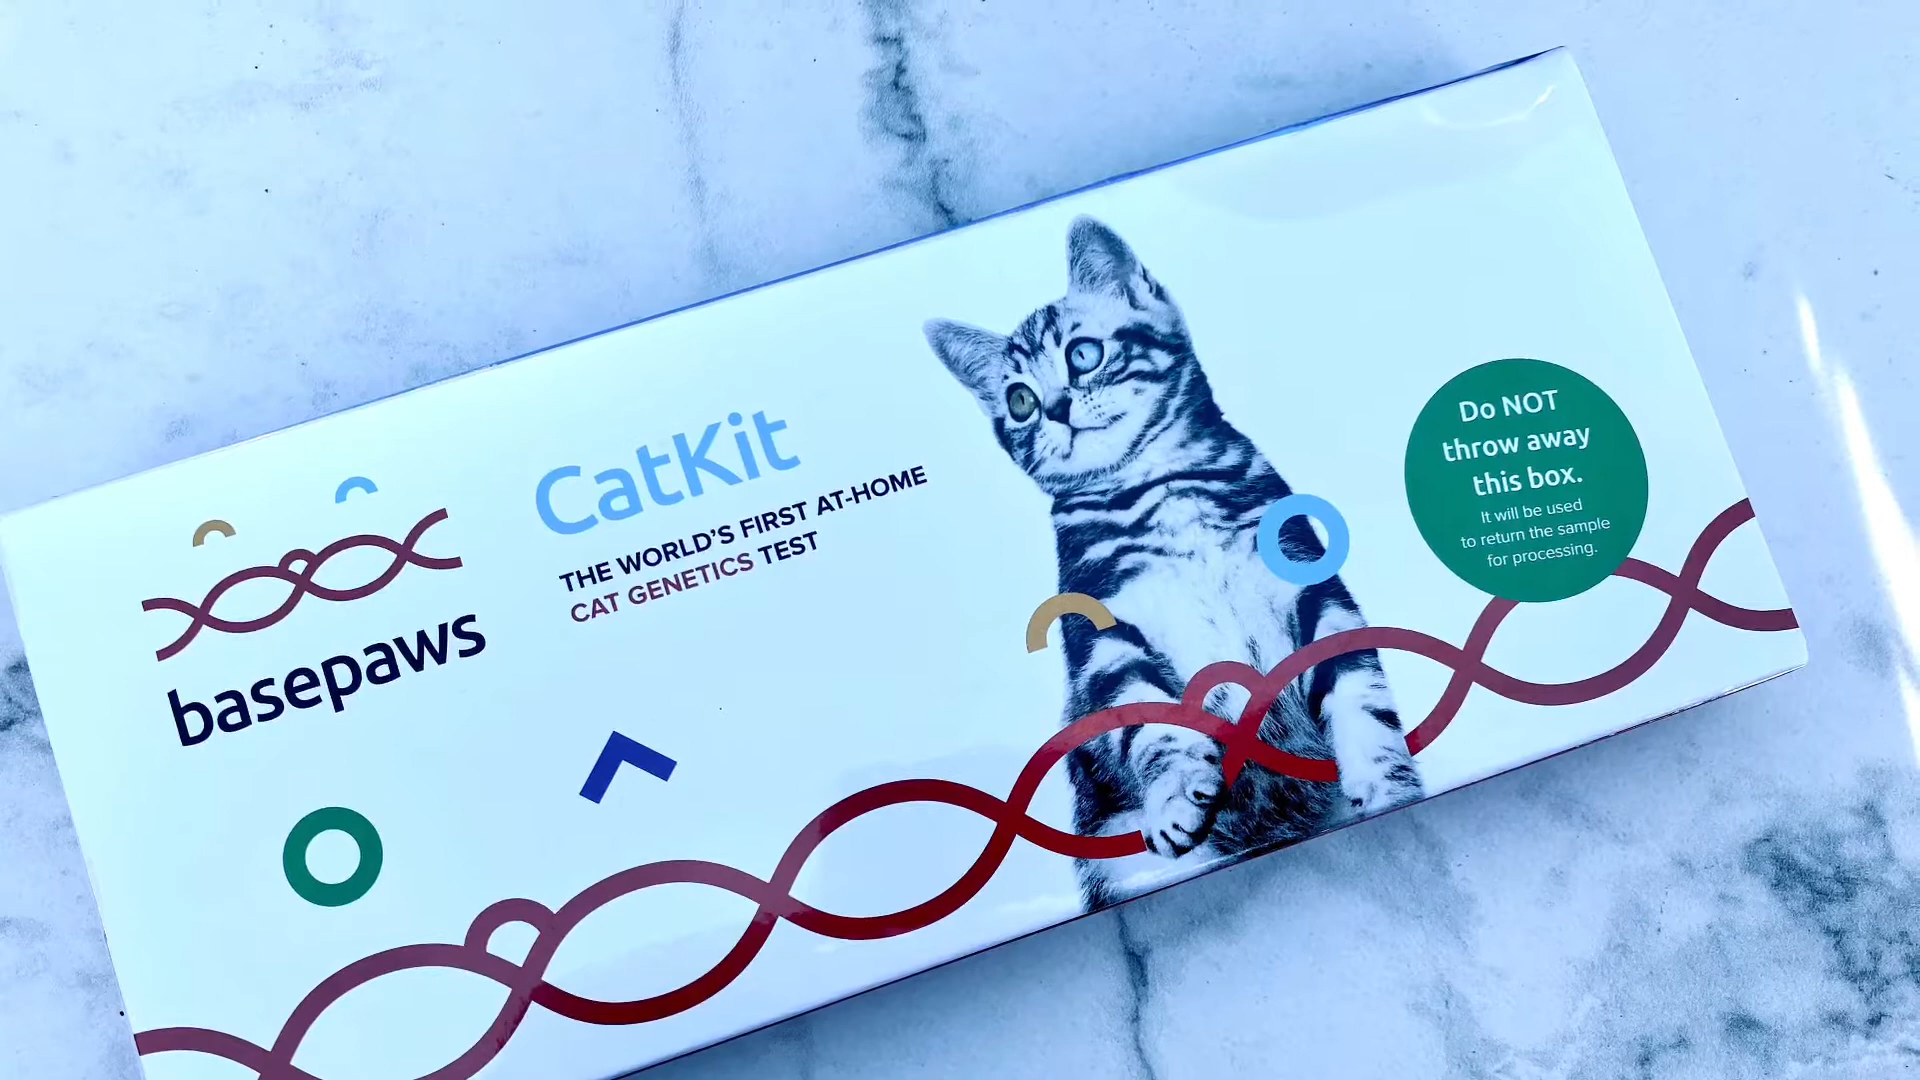 basepaws
CatKit
THE WORLD'S FIRST AT-HOME
CAT GENETICS TEST
Do NOT
throw away
this box.
It will be used
to return the sample
for processing.